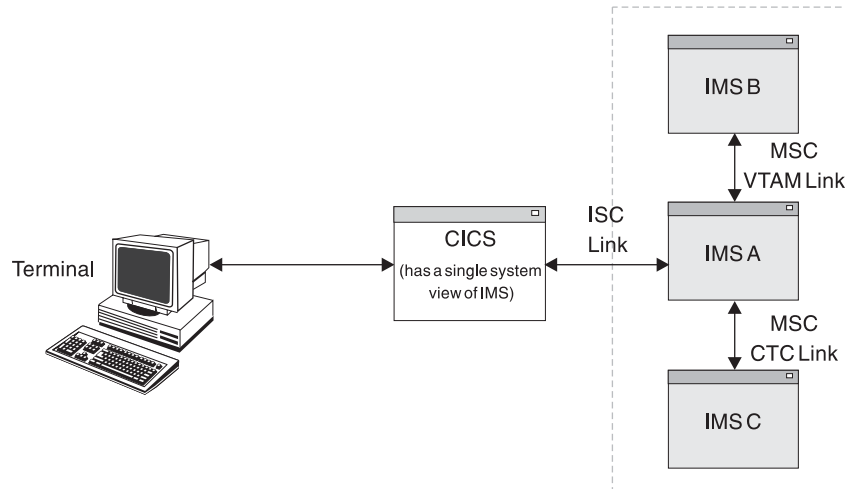 IMS B
MSC
VTAM Link
ISC
Link
CICS
(has a single system
view of IMS)
IMS A
Terminal
MSC
CTC Link
IMS C